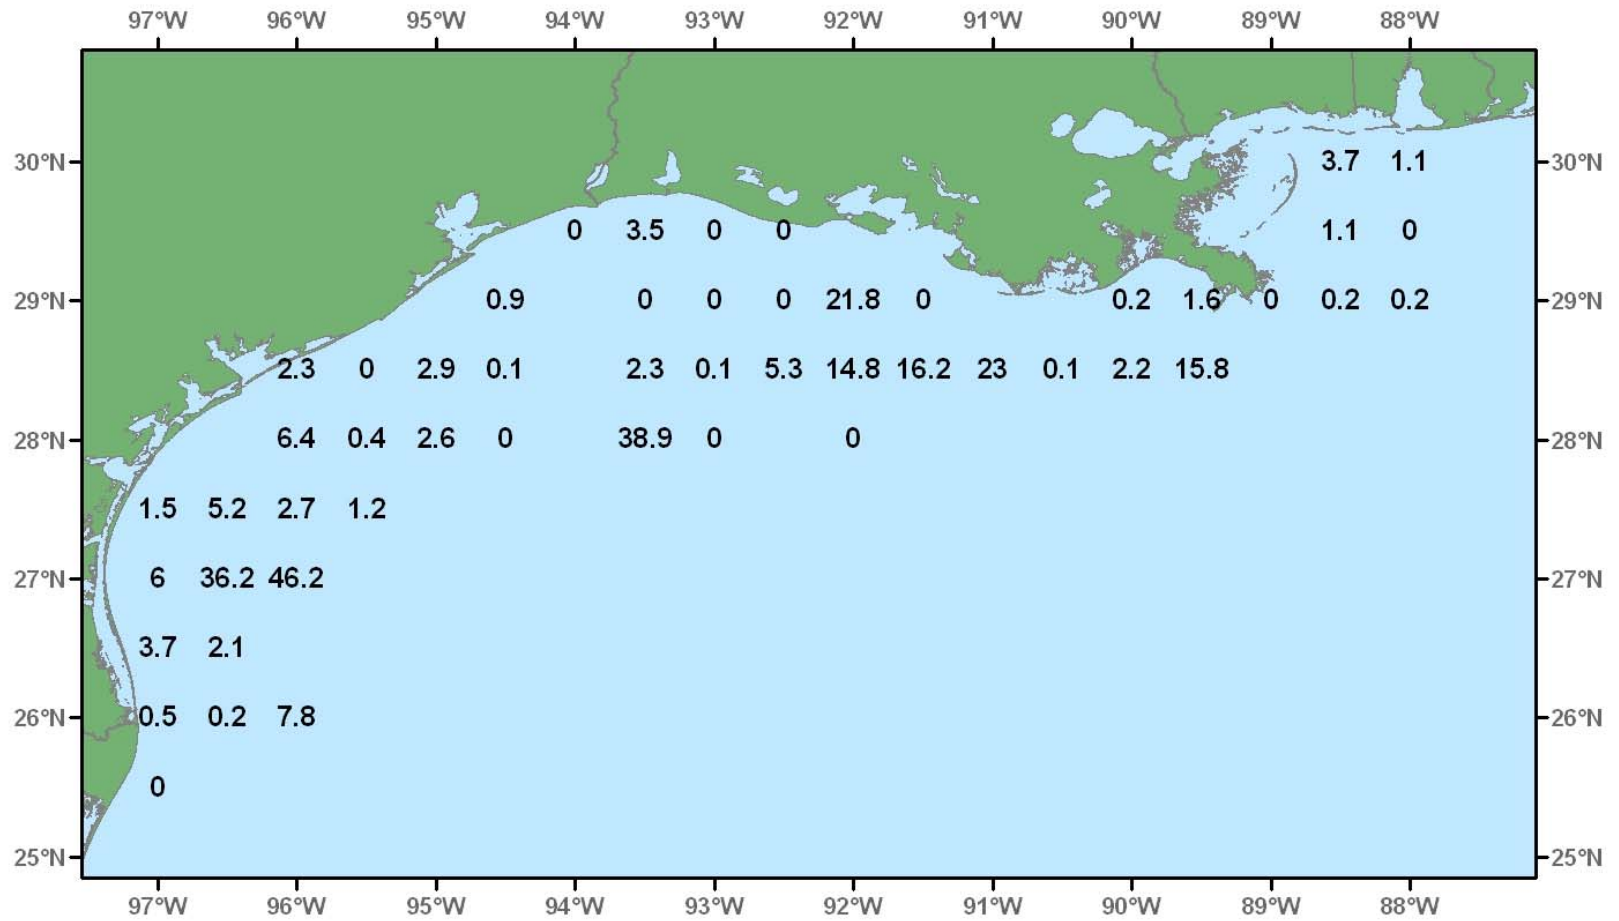 97°W 96°W 95°W 94°W 93°W 92°W 91°W 90°W 89°W 88°W
30°N 3.7 1.1 30°N
0 3.5 0 0 1.1 0
29°N 0.9 0 0 0 21.8 0 0.2 1.6 0 0.2 0.2 29°N
2.3 0 2.9 0.1 2.3 0.1 5.3 14.8 16.2 23 0.1 2.2 15.8
28°N 6.4 0.4 2.6 0 38.9 0 0 28°N
1.5 5.2 2.7 1.2
27°N 6 36.2 46.2 27°N
3.7 2.1
26°N 0.5 0.2 7.8 26°N
0
25°N 25°N
97°W 96°W 95°W 94°W 93°W 92°W 91°W 90°W 89°W 88°W